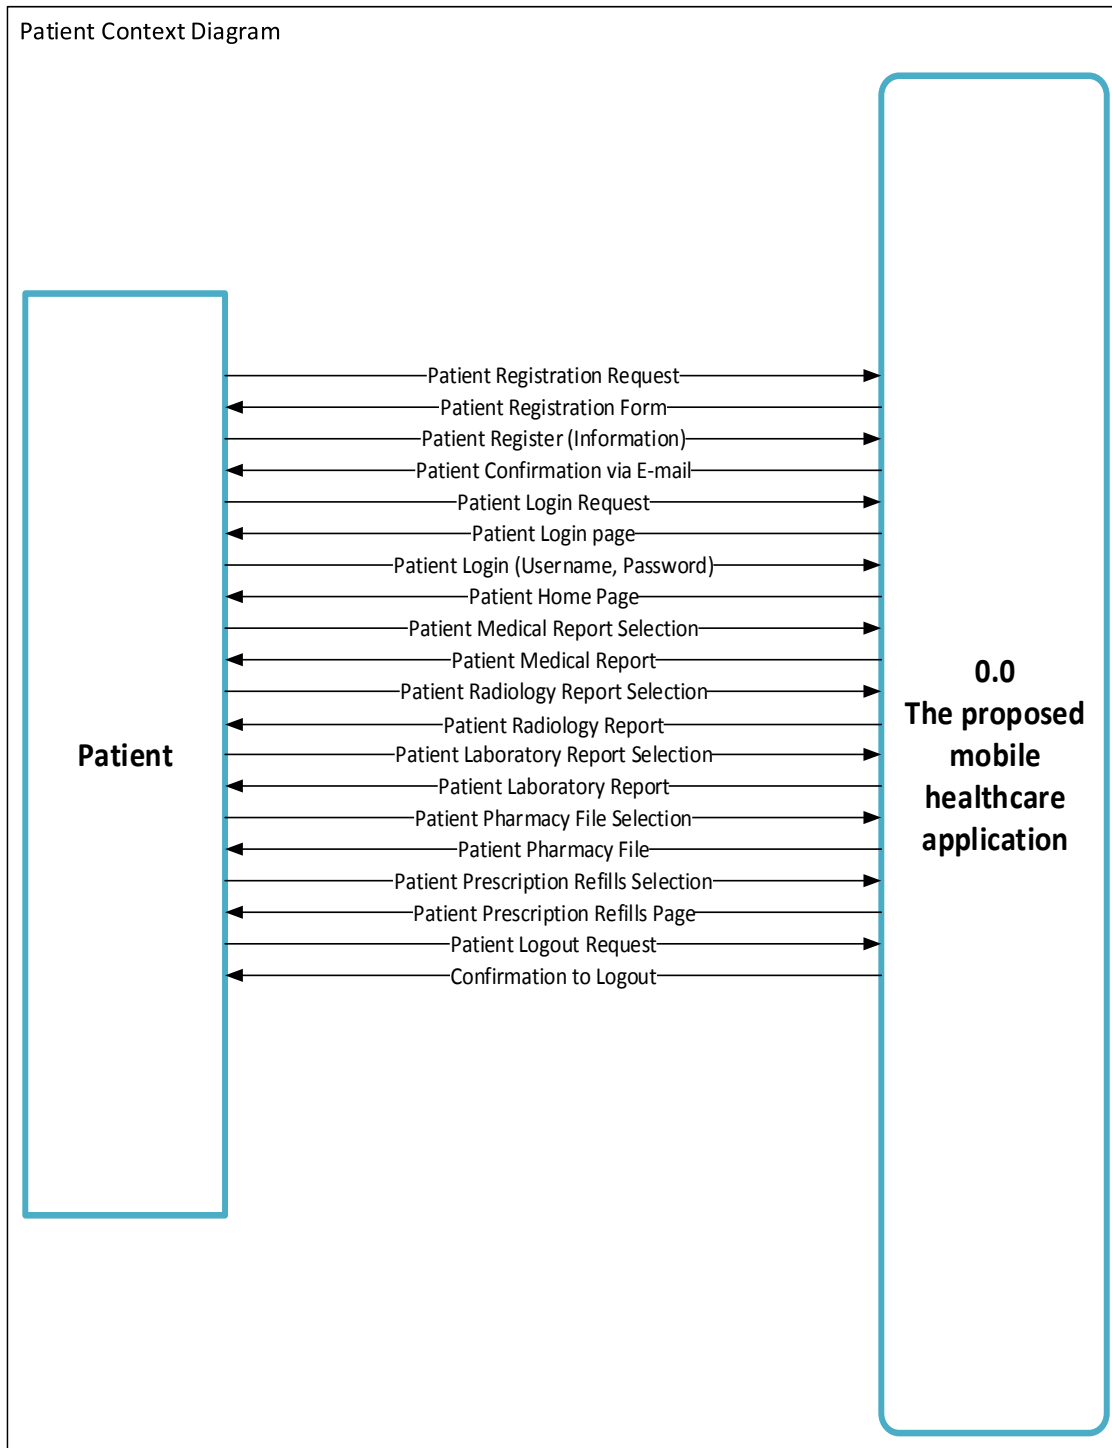 Patient Context Diagram
Patient Registration Request
Patient Registration Form
Patient Register (Information)
Patient Confirmation via E-mail
Patient Login Request
Patient Login page
Patient Login (Username, Password)
Patient Home Page
Patient Medical Report Selection
Patient Medical Report
Patient Radiology Report Selection
Patient Radiology Report
Patient Laboratory Report Selection
Patient Laboratory Report
Patient Pharmacy File Selection
Patient Pharmacy File
Patient Prescription Refills Selection
Patient Prescription Refills Page
Patient Logout Request
Confirmation to Logout
Patient
0.0
The proposed
mobile
healthcare
application